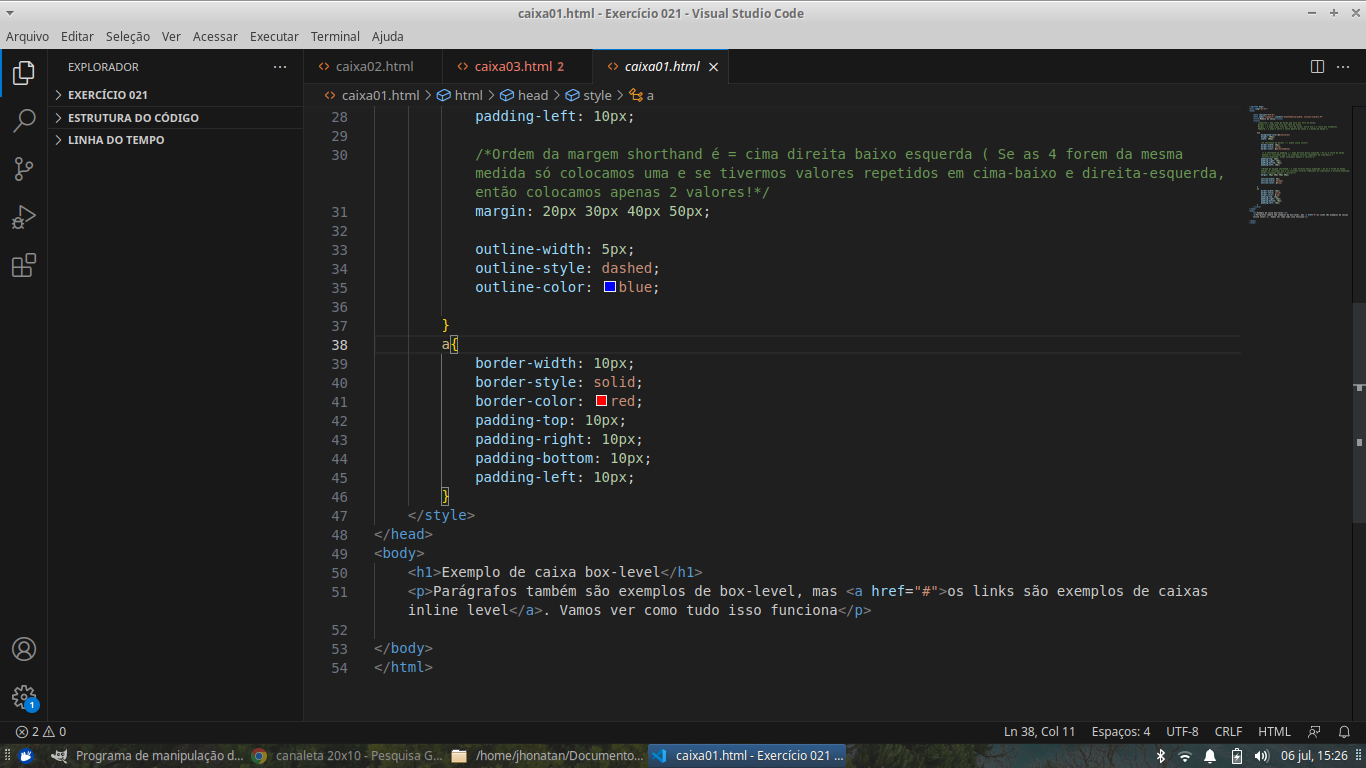 caixa01.html - Exercício 021 - Visual Studio Code
Arquivo Editar Seleção Ver Acessar Executar Terminal Ajuda
EXPLORADOR
EXERCÍCIO 021
ESTRUTURA DO CÓDIGO
LINHA DO TEMPO
1
caixa02.html caixa03.html 2 caixa01.html
caixa01.html > html > head > style > a
28 padding-left: 10px;
29
30 /*Ordem da margem shorthand é = cima direita baixo esquerda ( Se as 4 forem da mesma
medida só colocamos uma e se tivermos valores repetidos em cima-baixo e direita-esquerda,
então colocamos apenas 2 valores!*/
31 margin: 20px 30px 40px 50px;
32
33 outline-width: 5px;
34 outline-style: dashed;
35 outline-color: blue;
36
37 }
38 a{
39 border-width: 10px;
40 border-style: solid;
41 border-color: red;
42 padding-top: 10px;
43 padding-right: 10px;
44 padding-bottom: 10px;
45 padding-left: 10px;
46 }
47 </style>
48 </head>
49 <body>
50 <h1>Exemplo de caixa box-level</h1>
51 <p>Parágrafos também são exemplos de box-level, mas <a href="#">os links são exemplos de caixas
inline level</a>. Vamos ver como tudo isso funciona</p>
52
53 </body>
54 </html>
2 0 Ln 38, Col 11 Espaços: 4 UTF-8 CRLF HTML
Programa de manipulação d... canaleta 20x10 - Pesquisa G... /home/jhonatan/Documento... caixa01.html - Exercício 021 ... 06 jul, 15:26